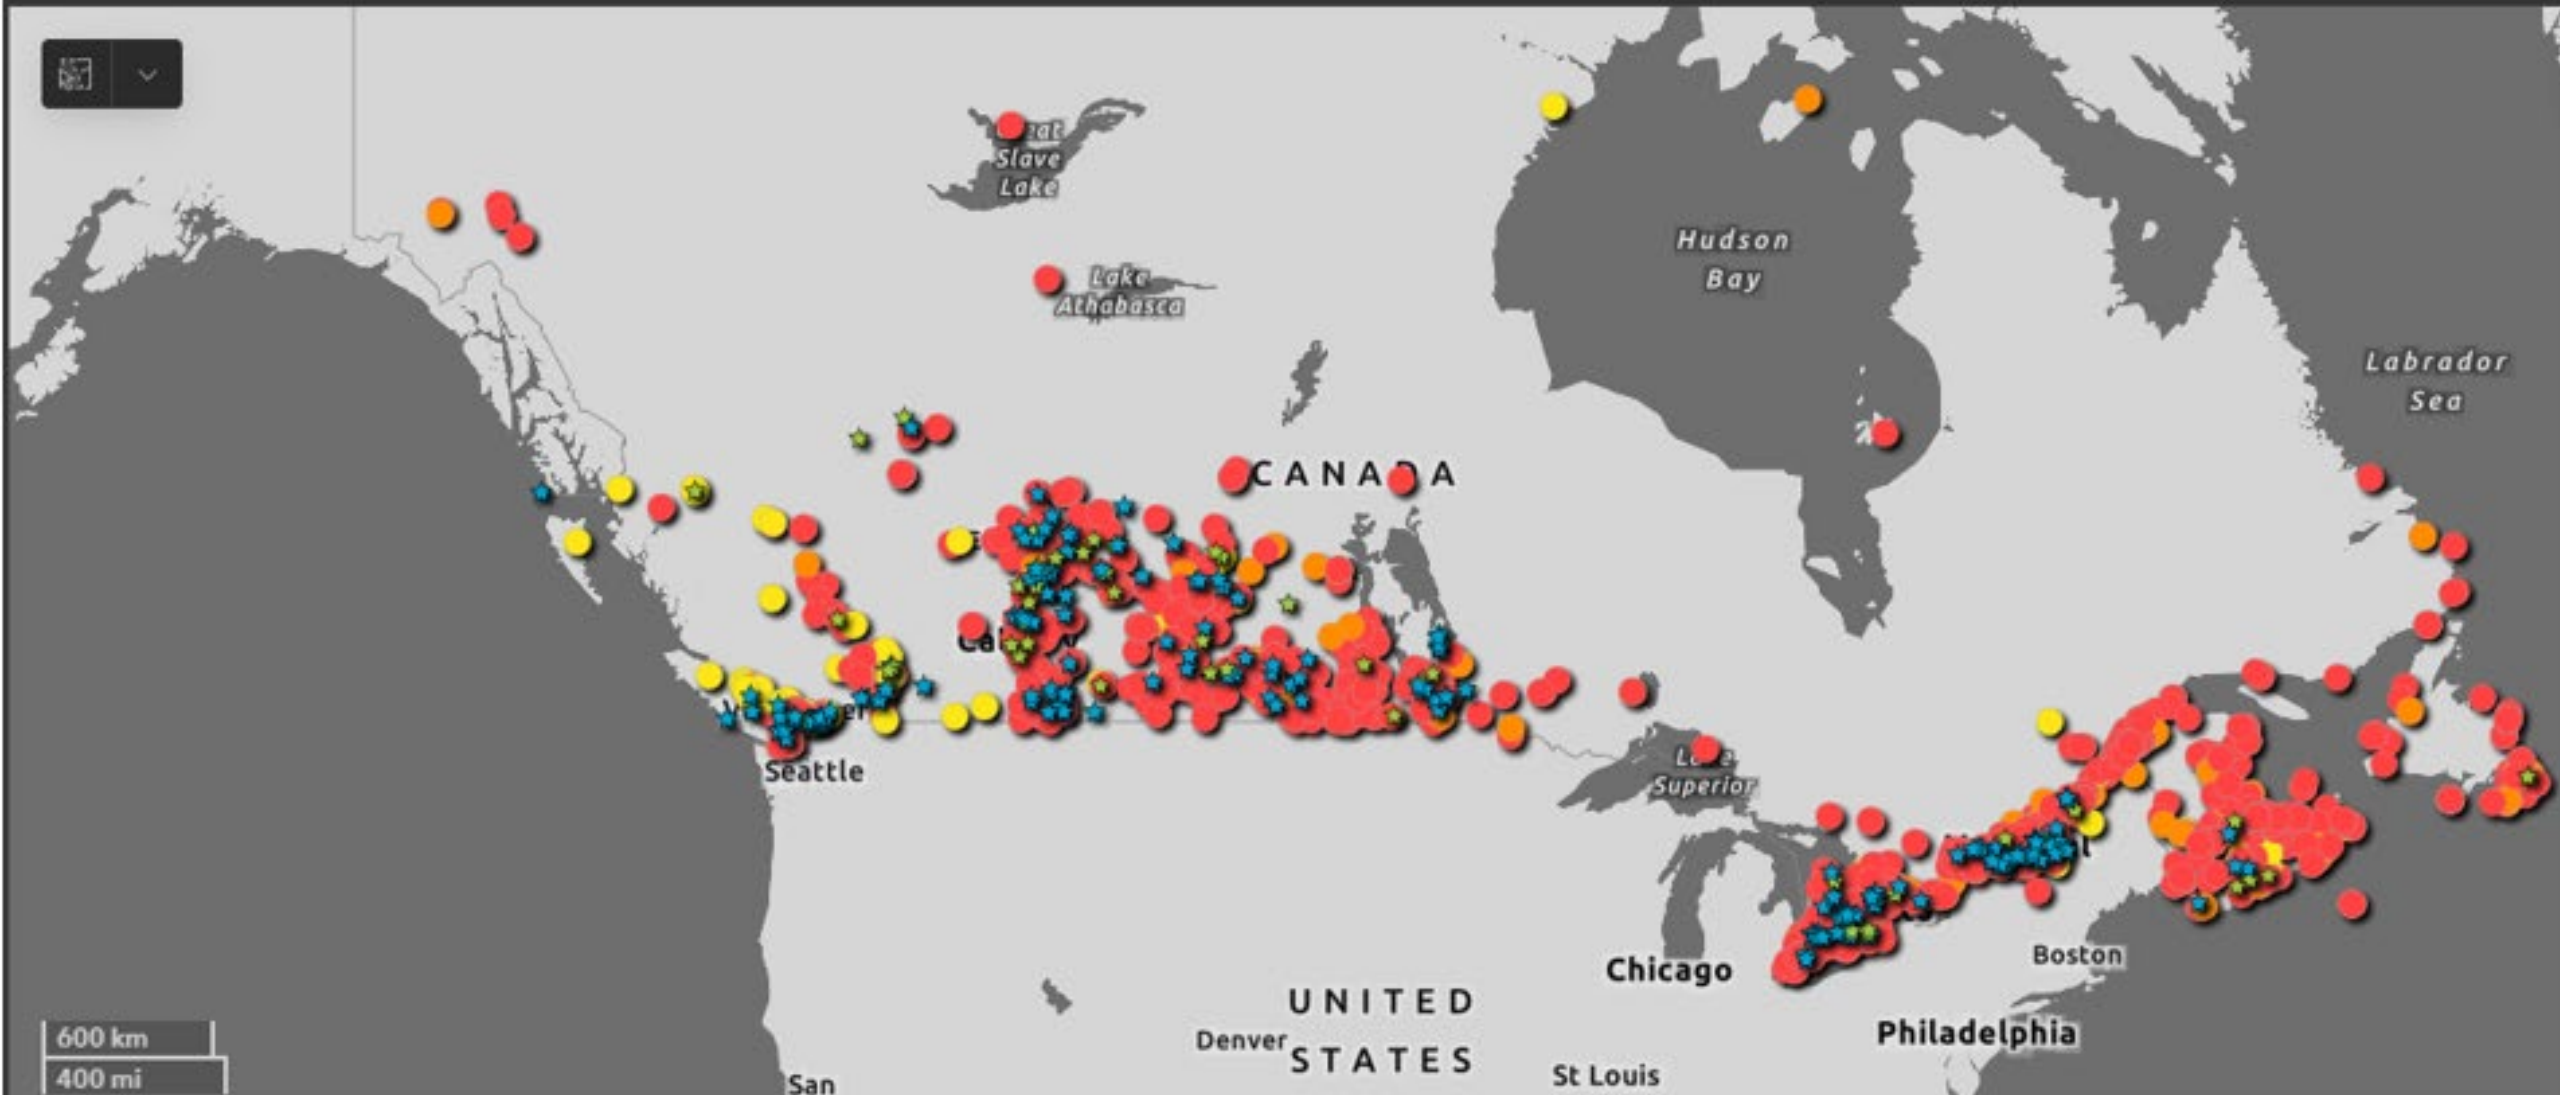 Slave
Lake
Hudson
Bay
Lake
Athabasca
Labrador
Sea
CANADA
Seattle
Superior
Boston
Chicago
UNITED
STATES
Denver
Philadelphia
St Louis
San
600 km
400 mi